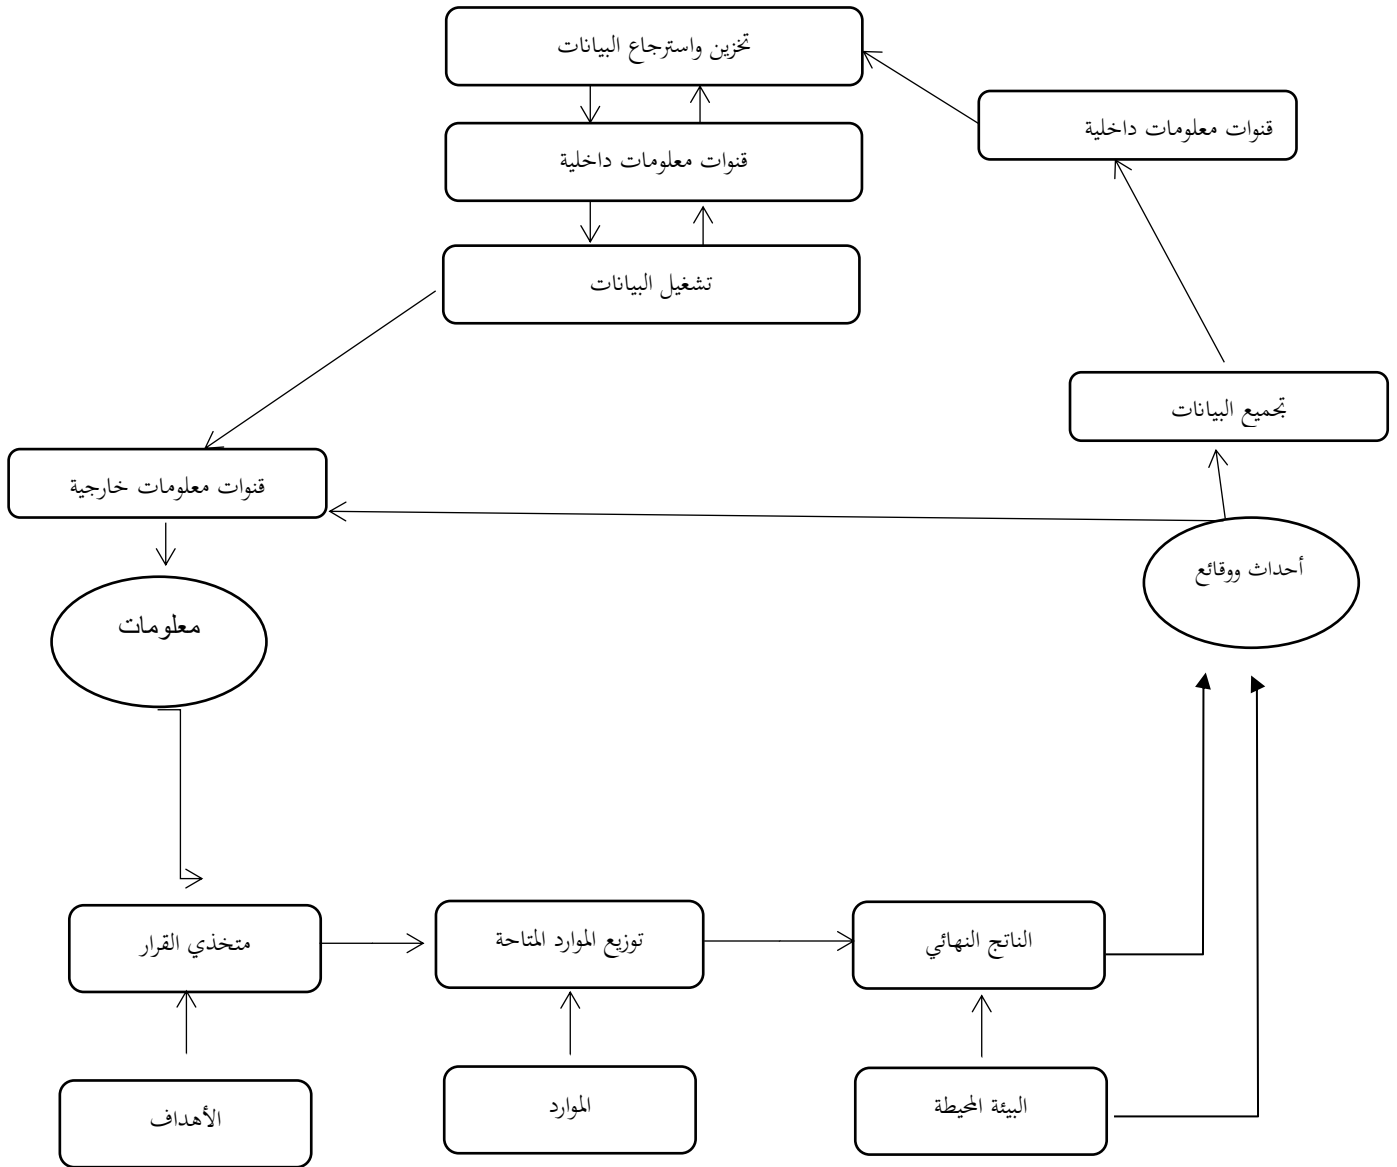 تخزين واسترجاع البيانات
قنوات معلومات داخلية
قنوات معلومات داخلية
تشغيل البيانات
تجميع البيانات
قنوات معلومات خارجية
أحداث ووقائع
معلومات
الناتج النهائي
توزيع الموارد المتاحة
متخذي القرار
البيئة المحيطة
الموارد
الأهداف